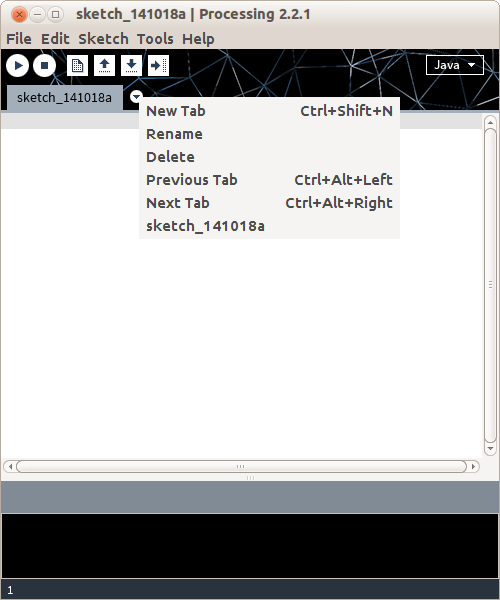 sketch_141018a | Processing 2.2.1
File Edit Sketch Tools Help
Java
sketch_141018a
New Tab Ctrl+Shift+N
Rename
Delete
Previous Tab Ctrl+Alt+Left
Next Tab Ctrl+Alt+Right
sketch_141018a
1